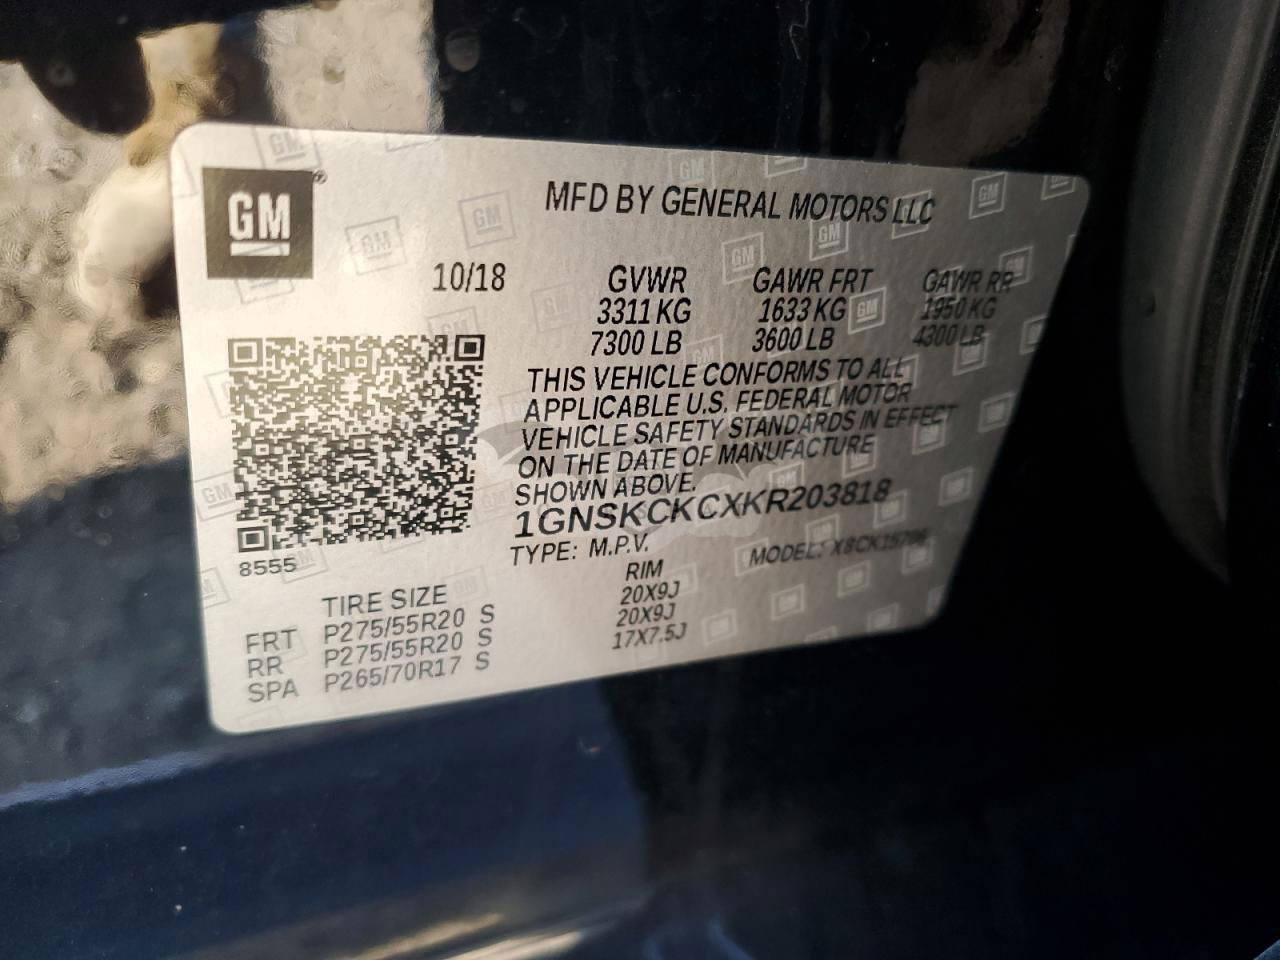 GM
MFD BY GENERAL MOTORS LLC
10/18 GVWR GAWR FRT GAWR RR
3311 KG 1633 KG 1950 KG
7300 LB 3600 LB 4300 LB
THIS VEHICLE CONFORMS TO ALL
APPLICABLE U.S. FEDERAL MOTOR
VEHICLE SAFETY STANDARDS IN EFFECT
ON THE DATE OF MANUFACTURE
SHOWN ABOVE.
1GNSKCKCXKR203818
TYPE: M.P.V. MODEL: X8CK15706
8555
TIRE SIZE RIM
FRT P275/55R20 S 20X9J
RR P275/55R20 S 20X9J
SPA P265/70R17 S 17X7.5J